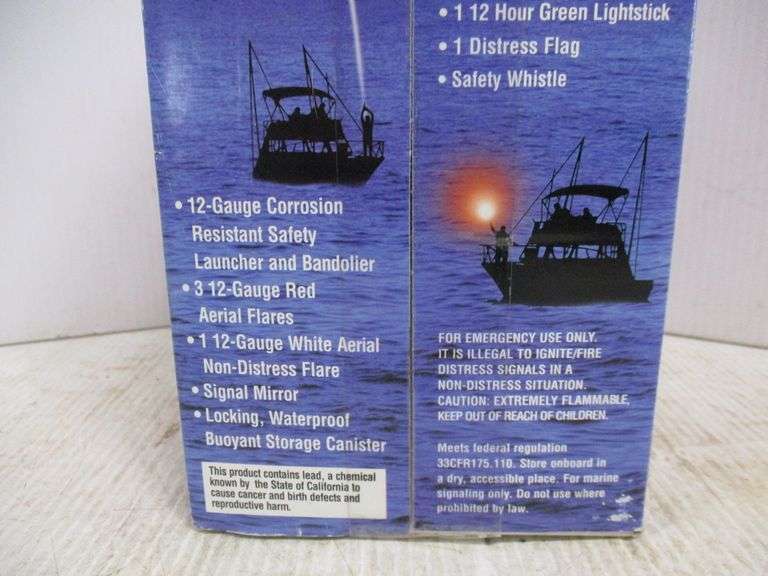 • 12-Gauge Corrosion
Resistant Safety
Launcher and Bandolier
• 3 12-Gauge Red
Aerial Flares
• 1 12-Gauge White Aerial
Non-Distress Flare
• Signal Mirror
• Locking, Waterproof
Buoyant Storage Canister
This product contains lead, a chemical
known by the State of California to
cause cancer and birth defects and
reproductive harm.
• 1 12 Hour Green Lightstick
• 1 Distress Flag
• Safety Whistle
FOR EMERGENCY USE ONLY.
IT IS ILLEGAL TO IGNITE/FIRE
DISTRESS SIGNALS IN A
NON-DISTRESS SITUATION.
CAUTION: EXTREMELY FLAMMABLE,
KEEP OUT OF REACH OF CHILDREN.
Meets federal regulation
33CFR175.110. Store onboard in
a dry, accessible place. For marine
signaling only. Do not use where
prohibited by law.